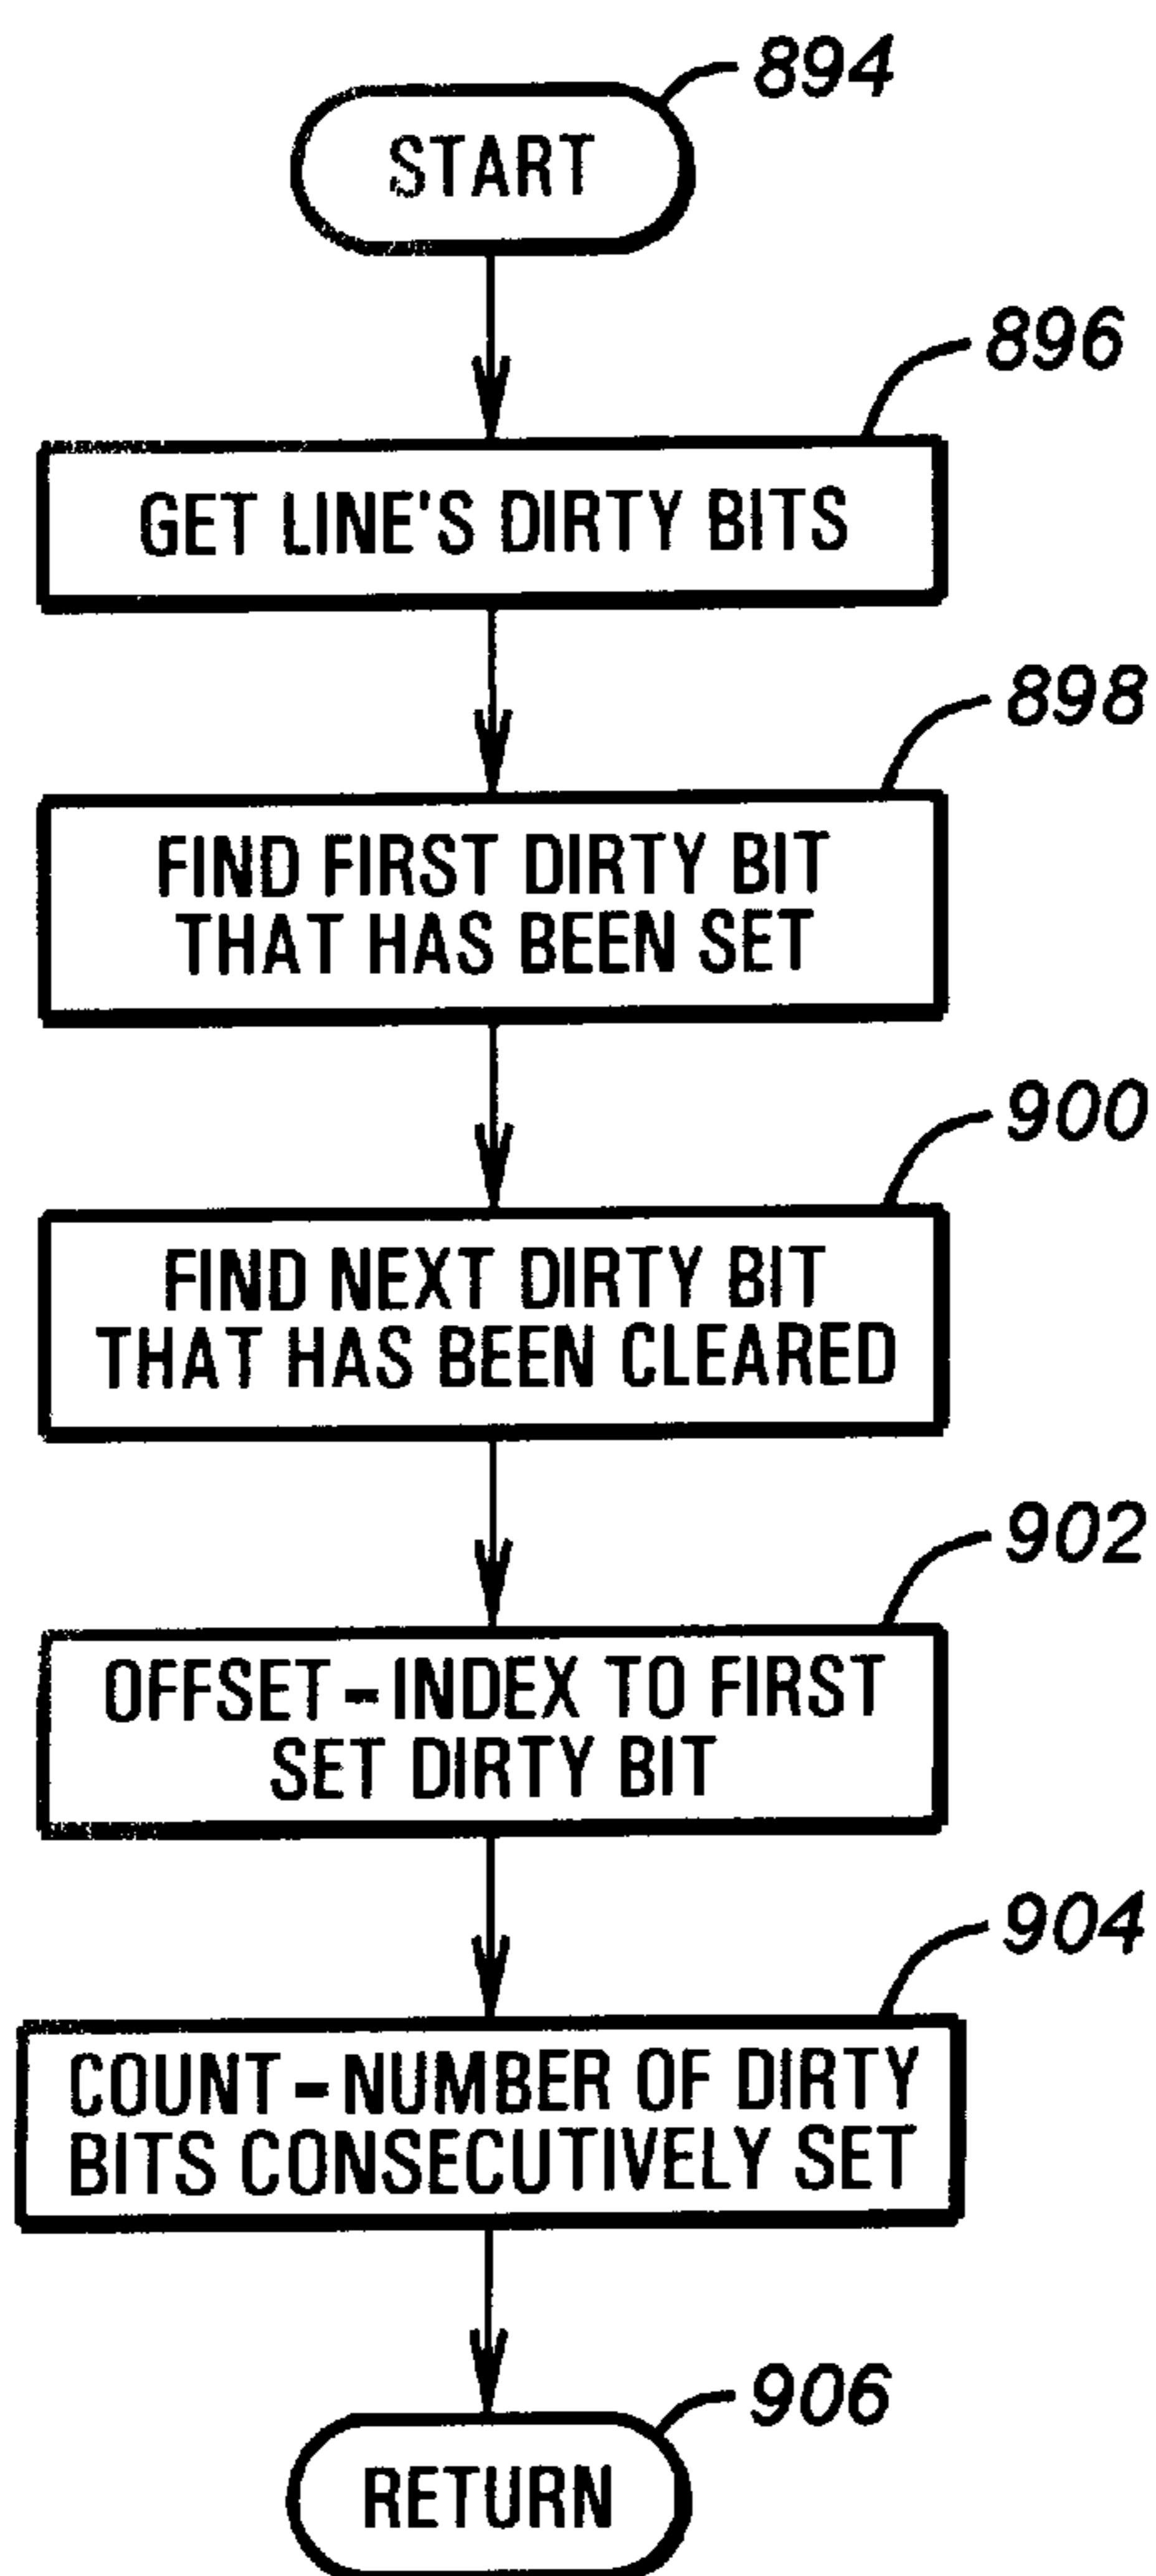 894
START
896
GET LINE'S DIRTY BITS
898
FIND FIRST DIRTY BIT
THAT HAS BEEN SET
900
FIND NEXT DIRTY BIT
THAT HAS BEEN CLEARED
902
OFFSET-INDEX TO FIRST
SET DIRTY BIT
904
COUNT-NUMBER OF DIRTY
BITS CONSECUTIVELY SET
906
RETURN